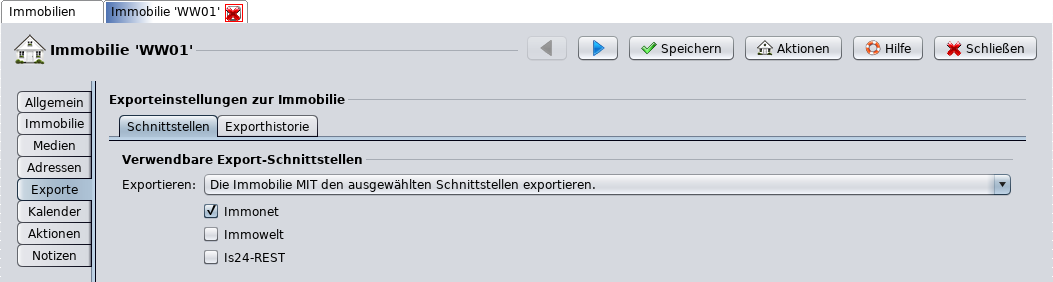 Immobilien Immobilie 'WW01'
Immobilie 'WW01' Speichern Aktionen Hilfe Schließen
Allgemein
Immobilie
Medien
Adressen
Exporte
Kalender
Aktionen
Notizen
Exporteinstellungen zur Immobilie
Schnittstellen Exporthistorie
Verwendbare Export-Schnittstellen
Exportieren: Die Immobilie MIT den ausgewählten Schnittstellen exportieren.
Immonet
Immowelt
Is24-REST